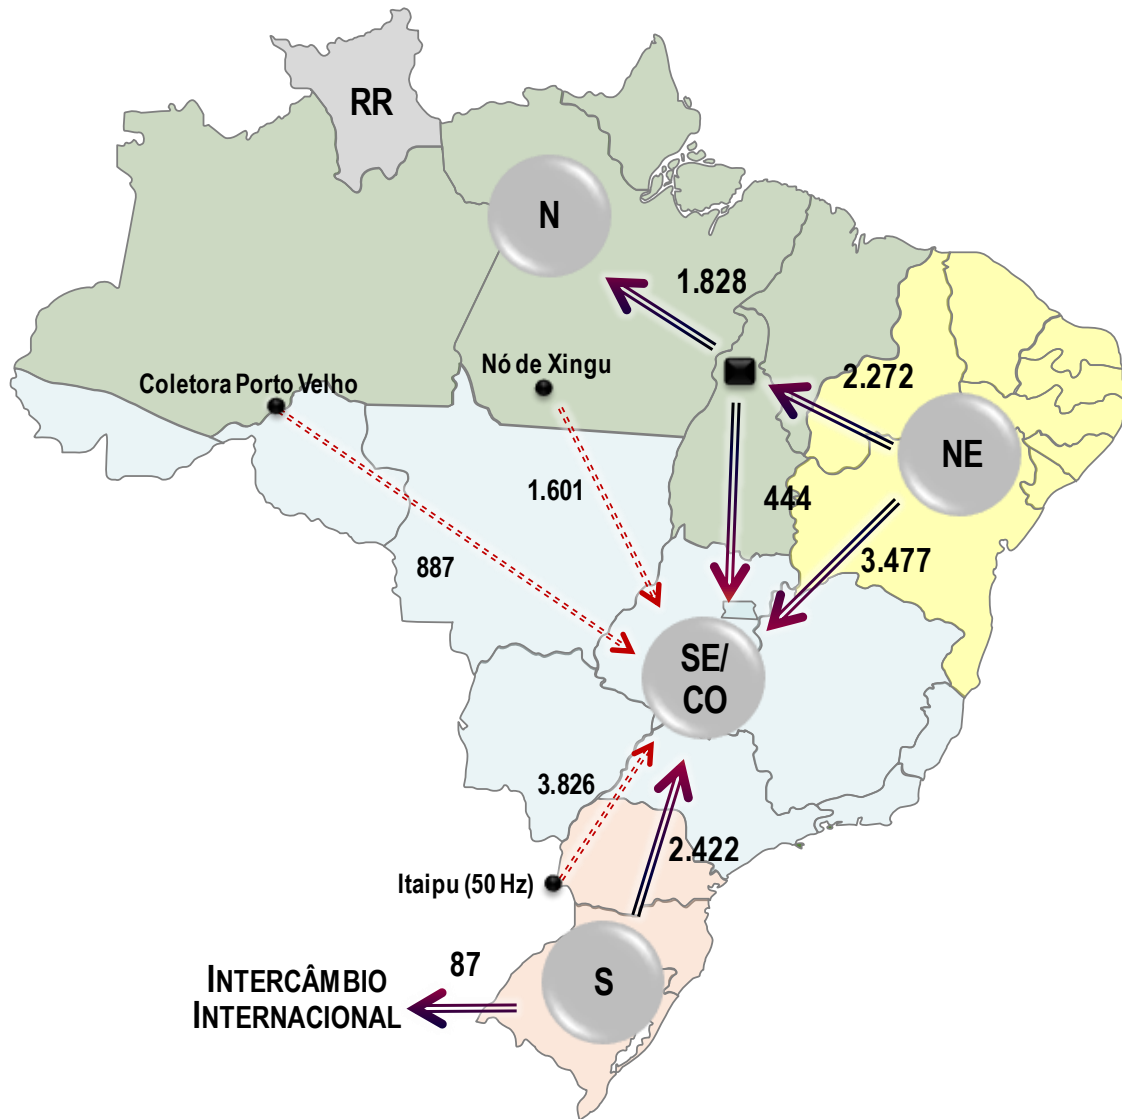 RR
N
1.828
Nó de Xingu
Coletora Porto Velho
2.272
NE
1.601
444
887
3.477
SE/
CO
3.826
2.422
Itaipu (50 Hz)
87
S
INTERCÂMBIO
INTERNACIONAL